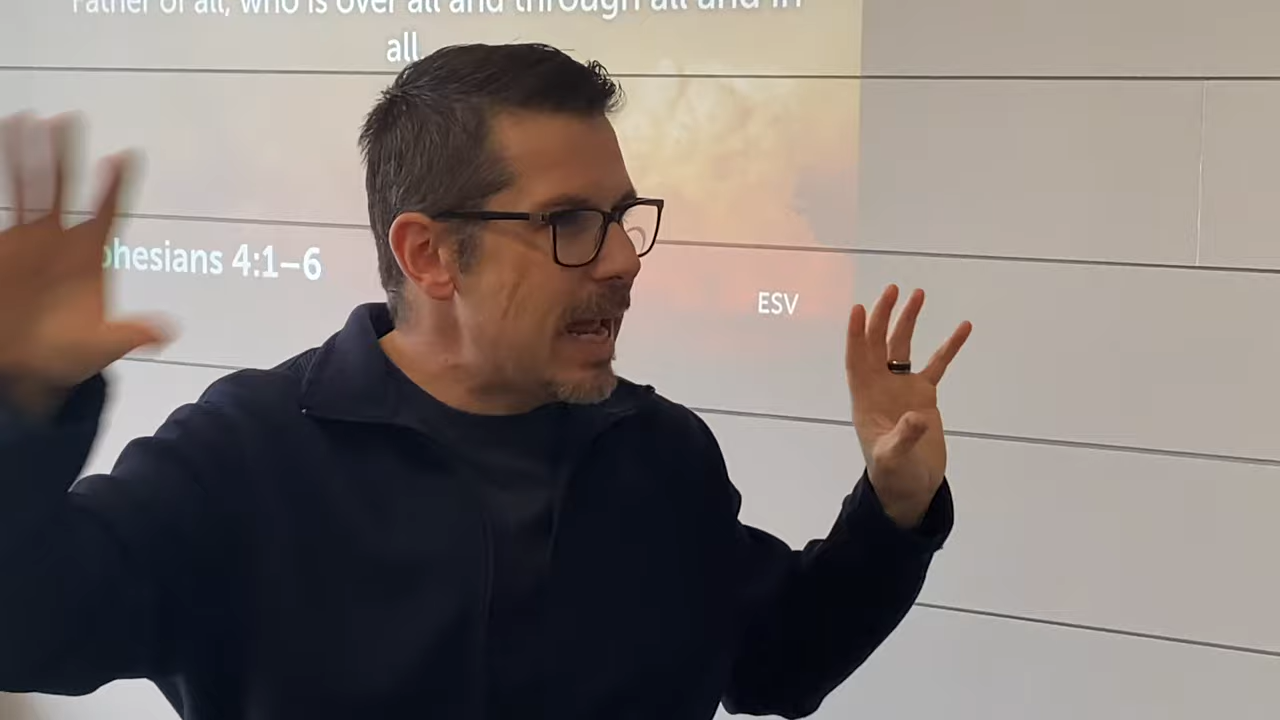 Father of all, who is over all and through all and in
all.
phesians 4:1–6
ESV